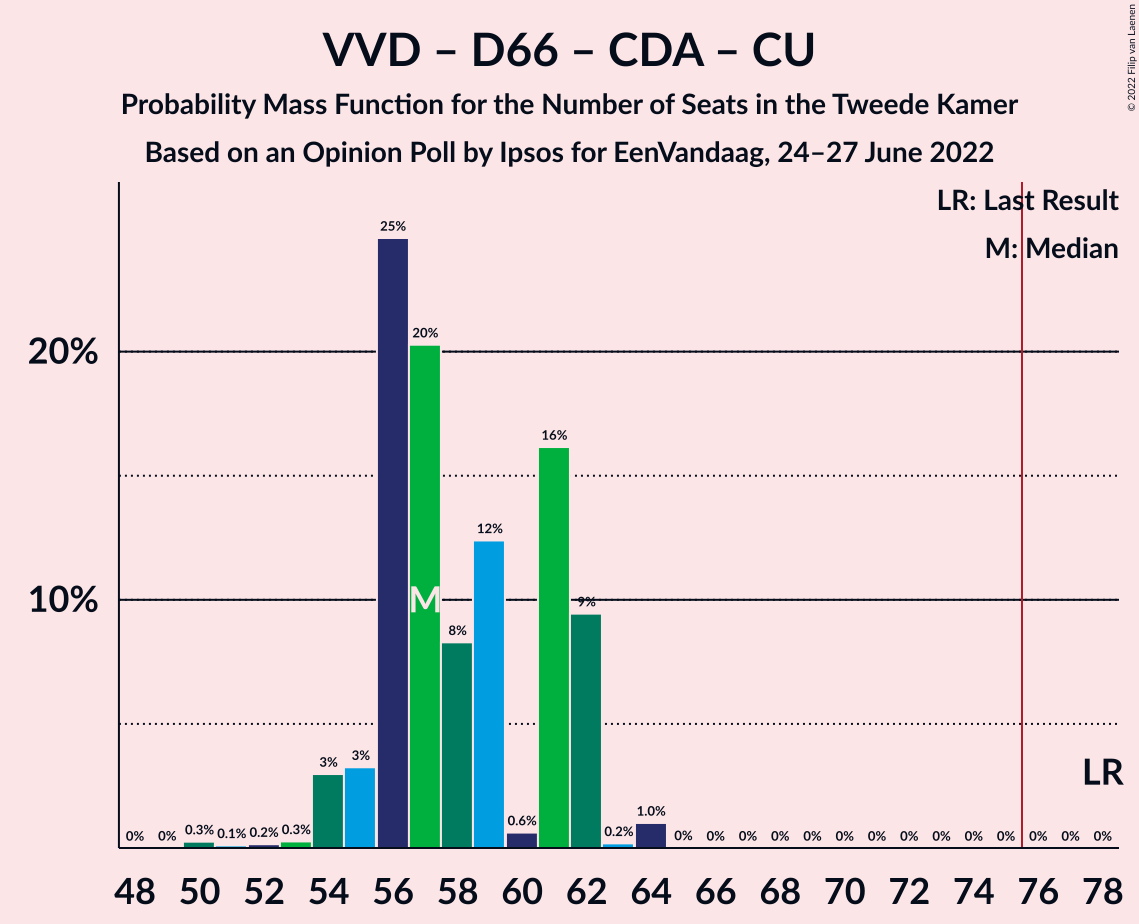 VVD – D66 – CDA – CU
Probability Mass Function for the Number of Seats in the Tweede Kamer
Based on an Opinion Poll by Ipsos for EenVandaag, 24–27 June 2022
© 2022 Filip van Laenen
LR: Last Result
M: Median
25%
20%
20%
16%
12%
10%
9%
M
8%
3%
3%
LR
0% 0% 0.3% 0.1% 0.2% 0.3% 0.6% 0.2% 1.0% 0% 0% 0% 0% 0% 0% 0% 0% 0% 0% 0% 0% 0% 0%
48 50 52 54 56 58 60 62 64 66 68 70 72 74 76 78